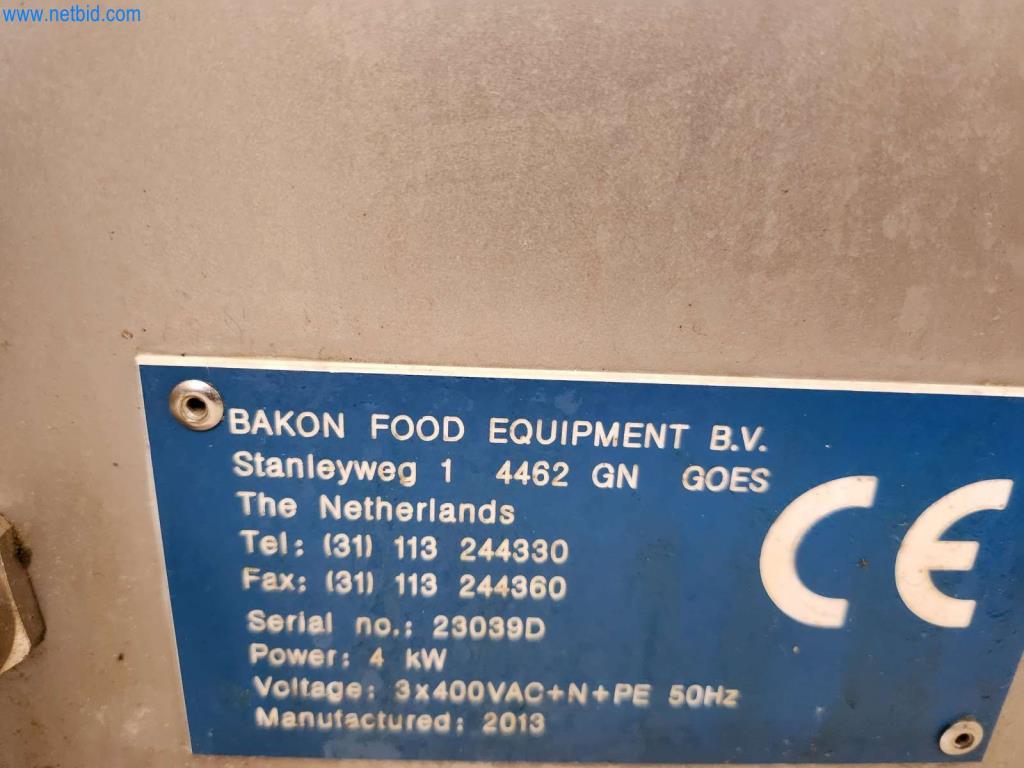 www.netbid.com
BAKON FOOD EQUIPMENT B.V.
Stanleyweg 1 4462 GN GOES
The Netherlands
Tel: (31) 113 244330
Fax: (31) 113 244360
Serial no.: 23039D
Power: 4 kW
Voltage: 3x400VAC+N+PE 50Hz
Manufactured: 2013
CE